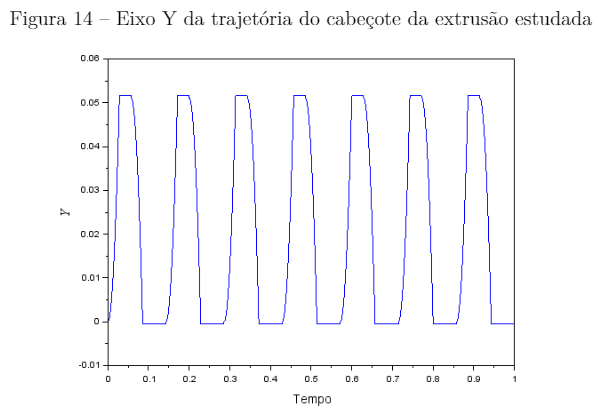 Figura 14 – Eixo Y da trajetória do cabeçote da extrusão estudada
0.06
0.05
0.04
0.03
0.02
0.01
0
-0.01
Y
0 0.1 0.2 0.3 0.4 0.5 0.6 0.7 0.8 0.9 1
Tempo